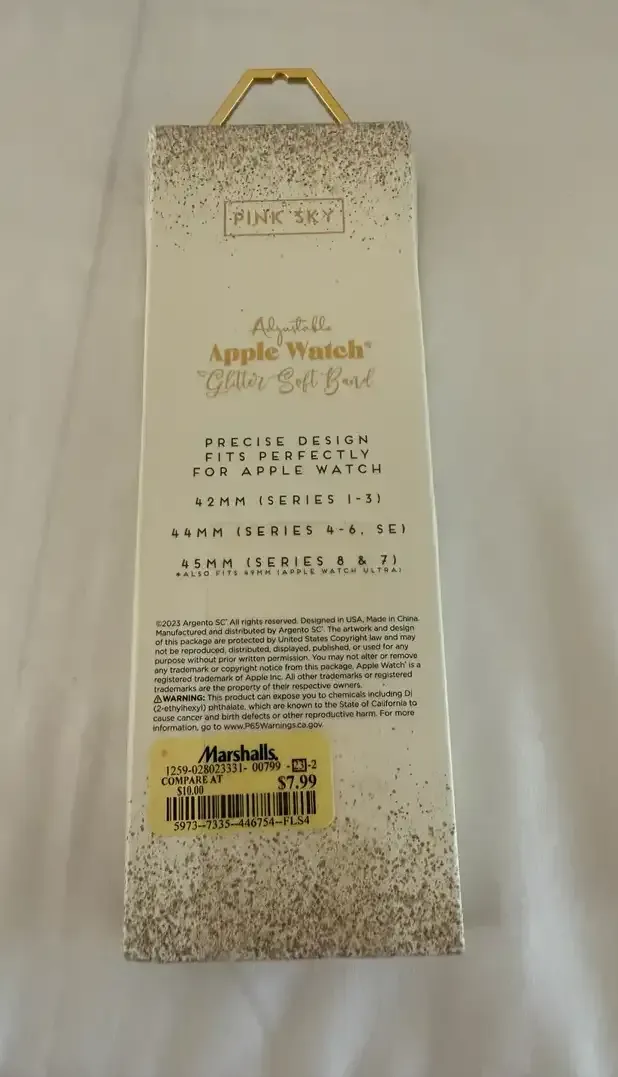 PINK SKY
Adjustable
Apple Watch®
Glitter Soft Band
PRECISE DESIGN
FITS PERFECTLY
FOR APPLE WATCH
42MM (SERIES 1-3)
44MM (SERIES 4-6, SE)
45MM (SERIES 8 & 7)
*ALSO FITS 49MM (APPLE WATCH ULTRA)
©2023 Argento SC® All rights reserved. Designed in USA, Made in China.
Manufactured and distributed by Argento SC®. The artwork and design
of this package are protected by United States Copyright law and may
not be reproduced, distributed, displayed, published, or used for any
purpose without prior written permission. You may not alter or remove
any trademark or copyright notice from this package. Apple Watch® is a
registered trademark of Apple Inc. All other trademarks or registered
trademarks are the property of their respective owners.
⚠WARNING: This product can expose you to chemicals including Di
(2-ethylhexyl) phthalate, which are known to the State of California to
cause cancer and birth defects or other reproductive harm. For more
information, go to www.P65Warnings.ca.gov.
Marshalls.
1259-028023331- 00799 -43-2
COMPARE AT
$10.00
$7.99
5973--7335--446754--FLS4